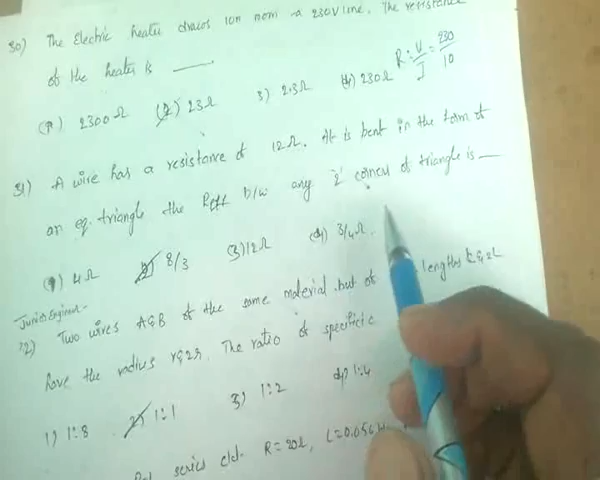 30) The Electric heater draws 10A from a 230V line. The resistance
of the heater is ____
R = V/I = 230/10
(1) 2300Ω (2) 23Ω 3) 2.3Ω (4) 230Ω
31) A wire has a resistance of 12Ω. It is bent in the form of
an eq. triangle the Reff b/w any '2' corners of triangle is __
(1) 4Ω 2) 8/3 (3) 12Ω (4) 3/4Ω.
Junior Engineer-
32) Two wires A&B of the same material but of lengths L&2L
have the radius r&2r. The ratio of specific
1) 1:8 2) 1:1 3) 1:2 4) 1:4
series ckt R=20Ω, L=0.056H